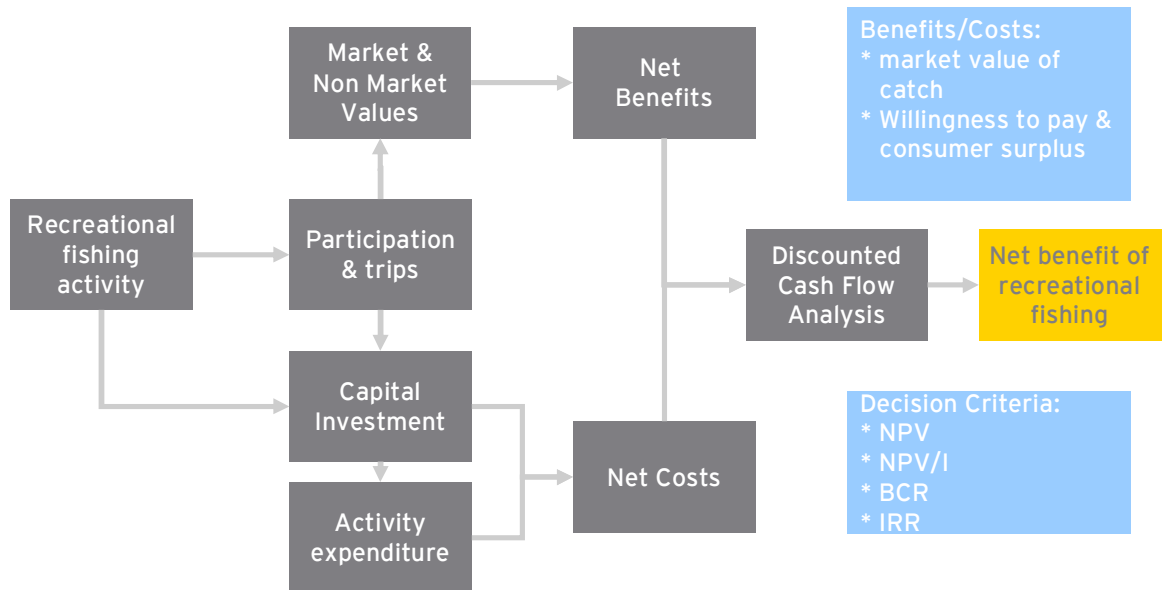 Market &
Non Market
Values
Net
Benefits
Benefits/Costs:
* market value of
catch
* Willingness to pay &
consumer surplus
Recreational
fishing
activity
Participation
& trips
Discounted
Cash Flow
Analysis
Net benefit of
recreational
fishing
Capital
Investment
Net Costs
Decision Criteria:
* NPV
* NPV/I
* BCR
* IRR
Activity
expenditure